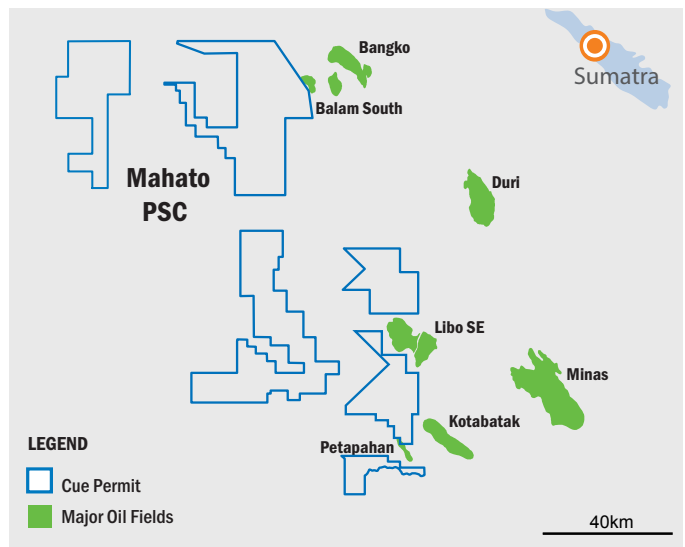 Bangko
Sumatra
Balam South
Mahato
PSC
Duri
Libo SE
Minas
Kotabatak
Petapahan
LEGEND
Cue Permit
Major Oil Fields
40km